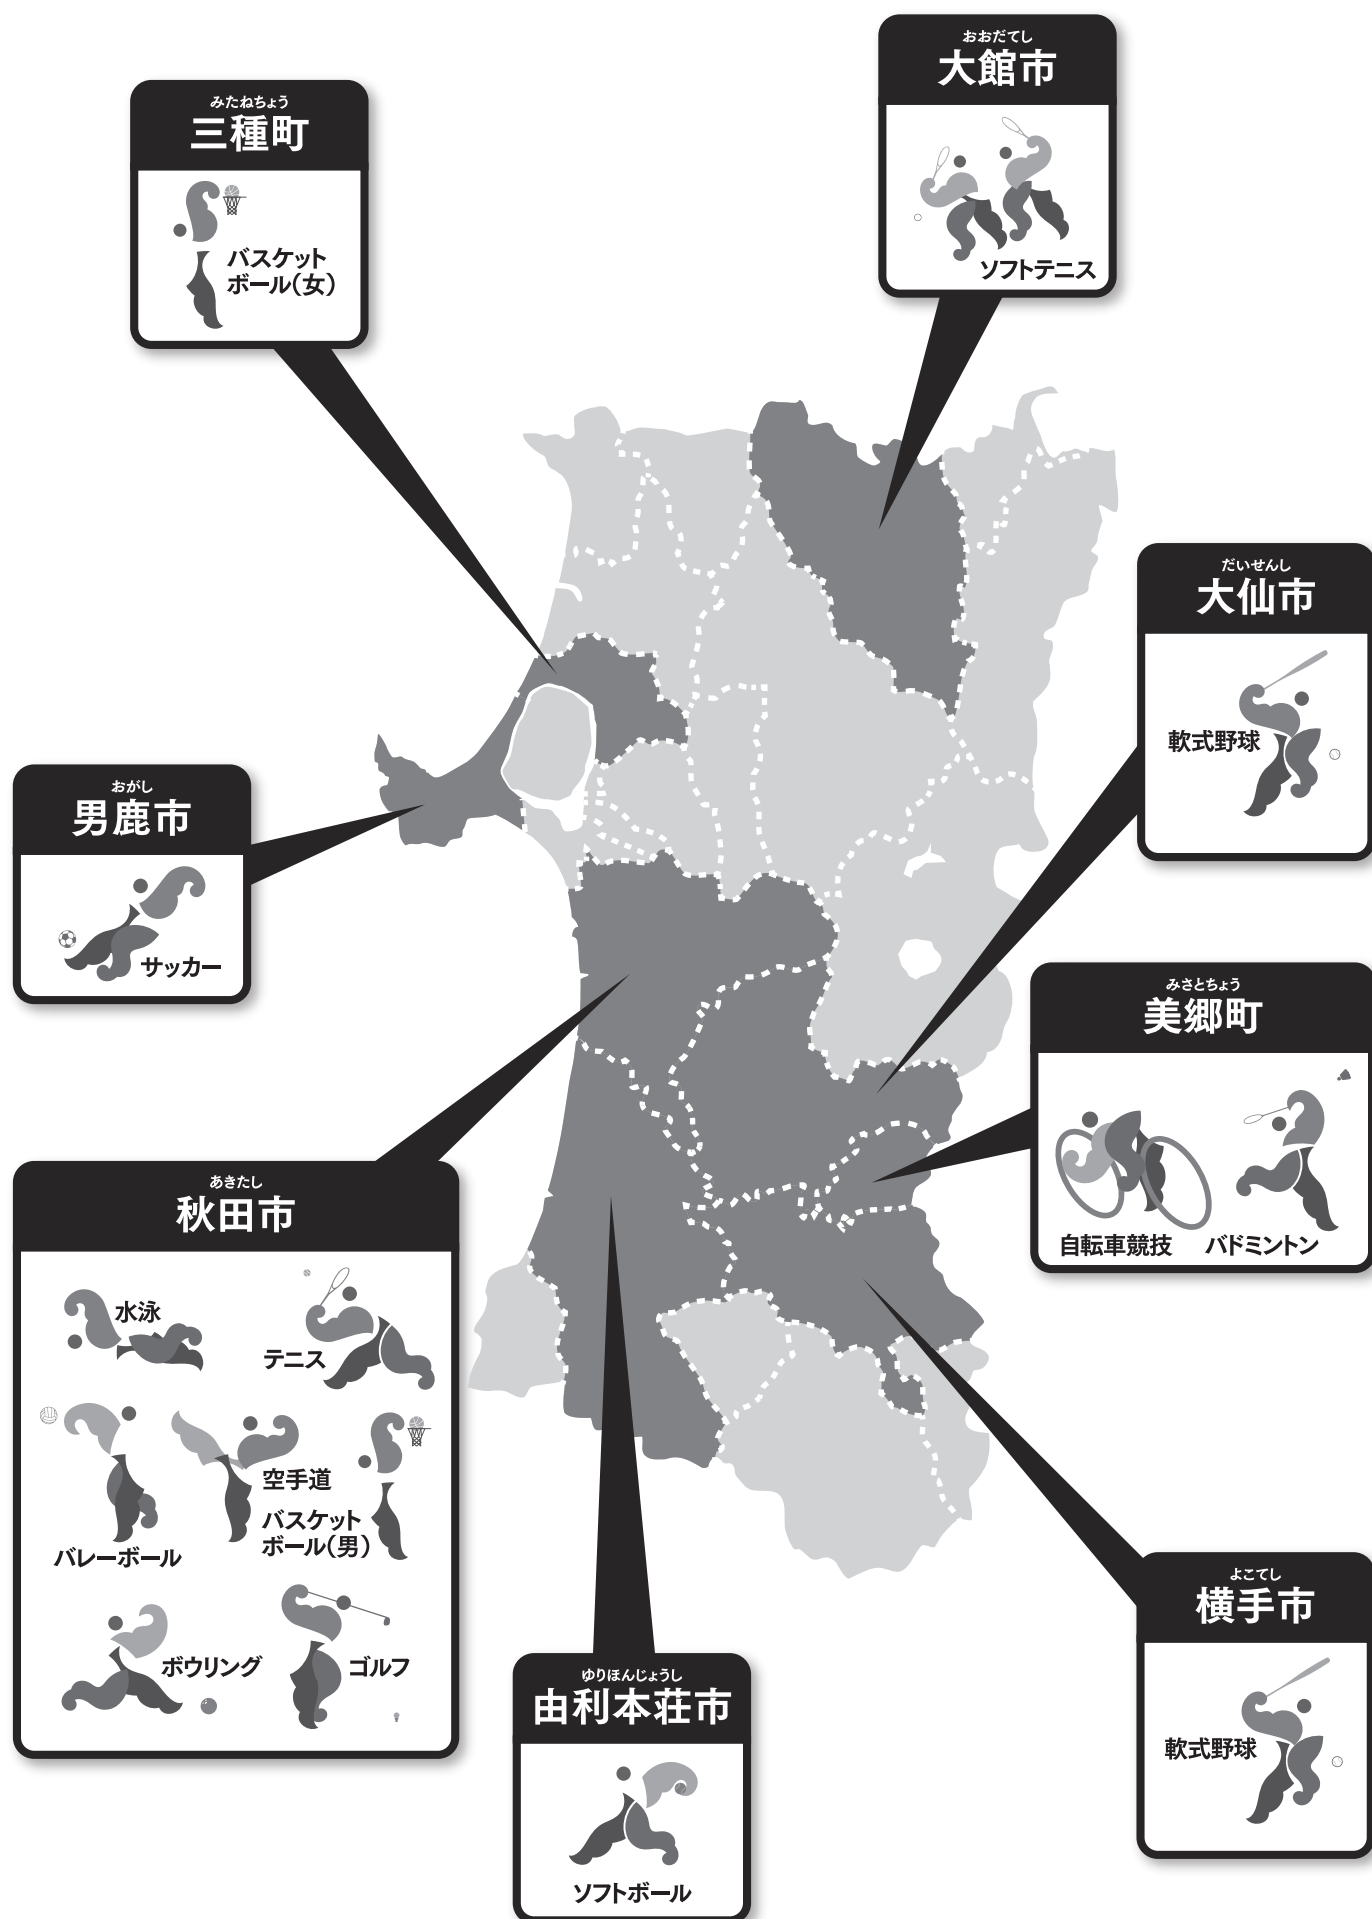 おおだてし
大館市
ソフトテニス
みたねちょう
三種町
バスケット
ボール(女)
だいせんし
大仙市
軟式野球
おがし
男鹿市
サッカー
みさとちょう
美郷町
自転車競技
バドミントン
あきたし
秋田市
水泳
テニス
空手道
バスケット
ボール(男)
バレーボール
ボウリング
ゴルフ
よこてし
横手市
軟式野球
ゆりほんじょうし
由利本荘市
ソフトボール